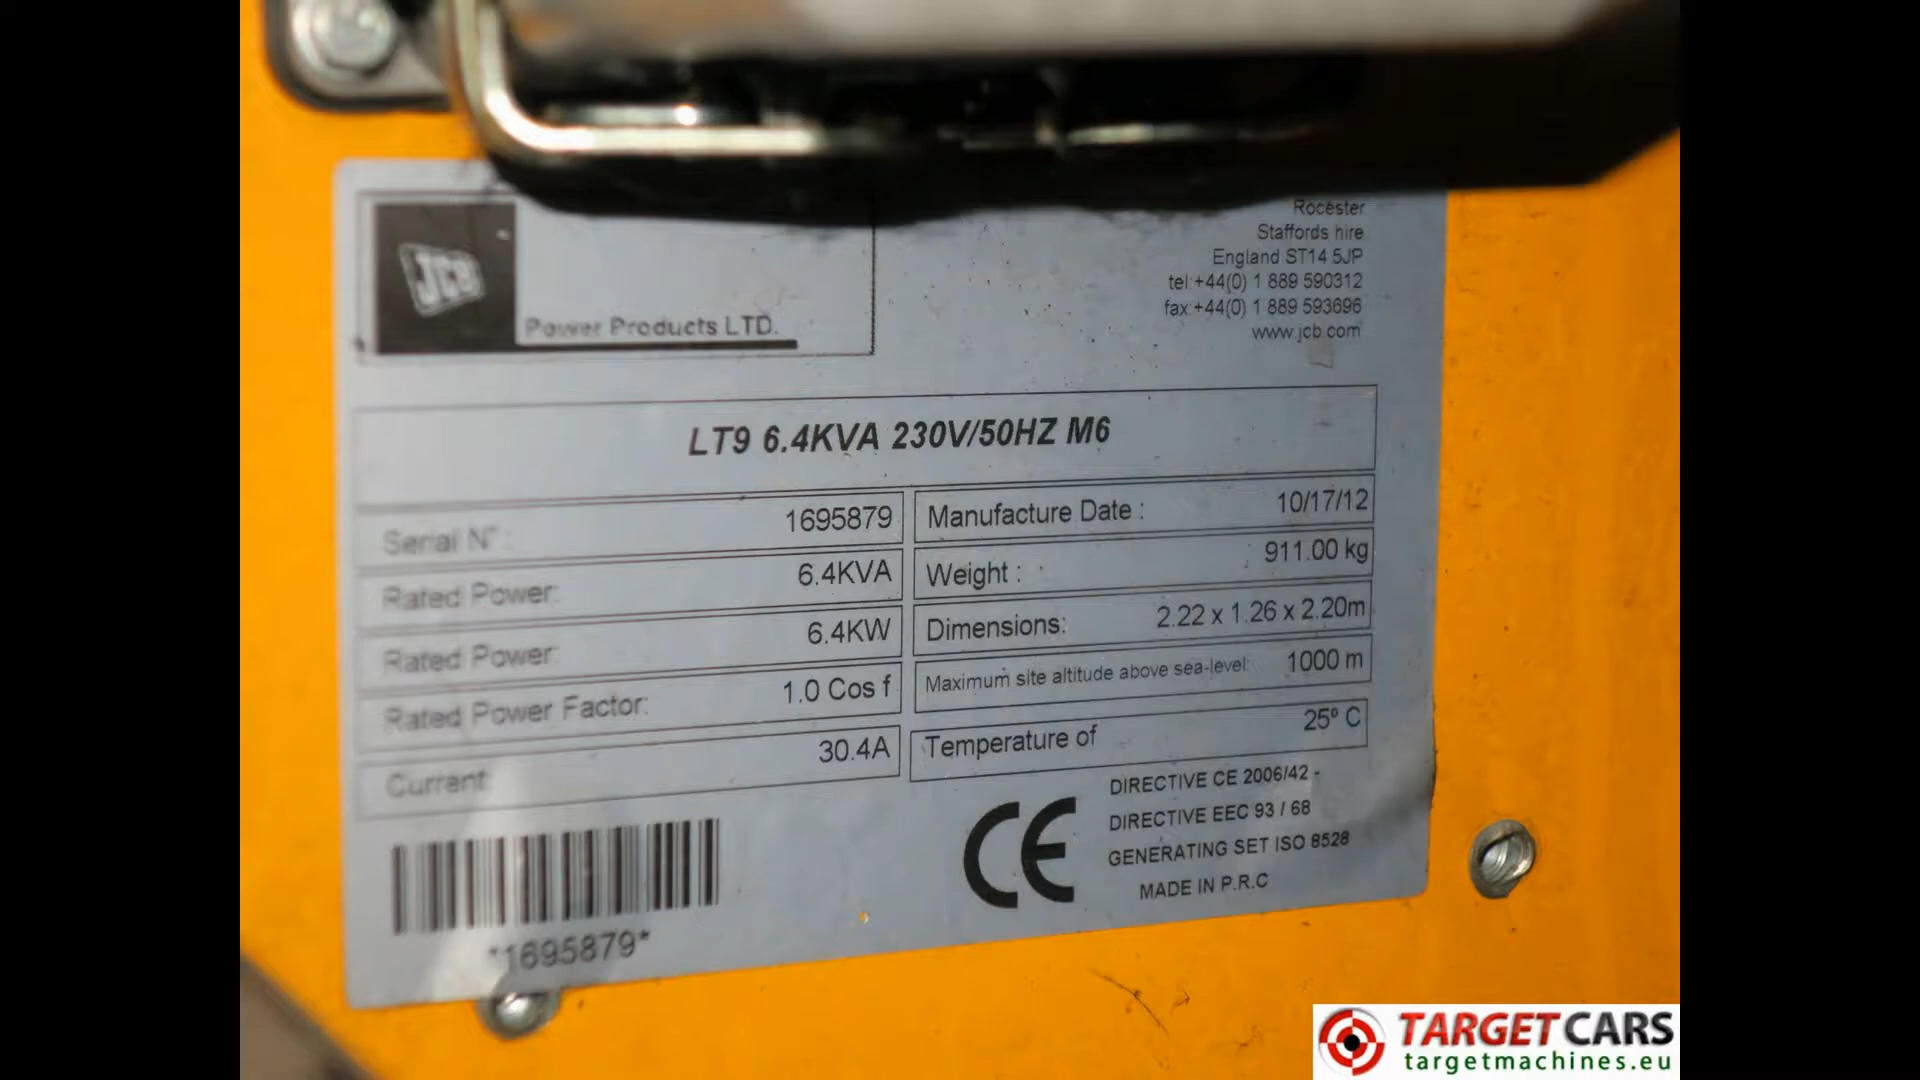 Rocester
Staffords hire
England ST14 5JP
tel:+44(0) 1 889 590312
fax:+44(0) 1 889 593696
www.jcb.com
JCB
Power Products LTD.
LT9 6.4KVA 230V/50HZ M6
Serial N° : 1695879
Manufacture Date : 10/17/12
Rated Power: 6.4KVA
Weight : 911.00 kg
Rated Power: 6.4KW
Dimensions: 2.22 x 1.26 x 2.20m
Rated Power Factor: 1.0 Cos f
Maximum site altitude above sea-level: 1000 m
Current: 30.4A
Temperature of 25º C
CE
DIRECTIVE CE 2006/42 -
DIRECTIVE EEC 93 / 68
GENERATING SET ISO 8528
MADE IN P.R.C
*1695879*
TARGET CARS
targetmachines.eu